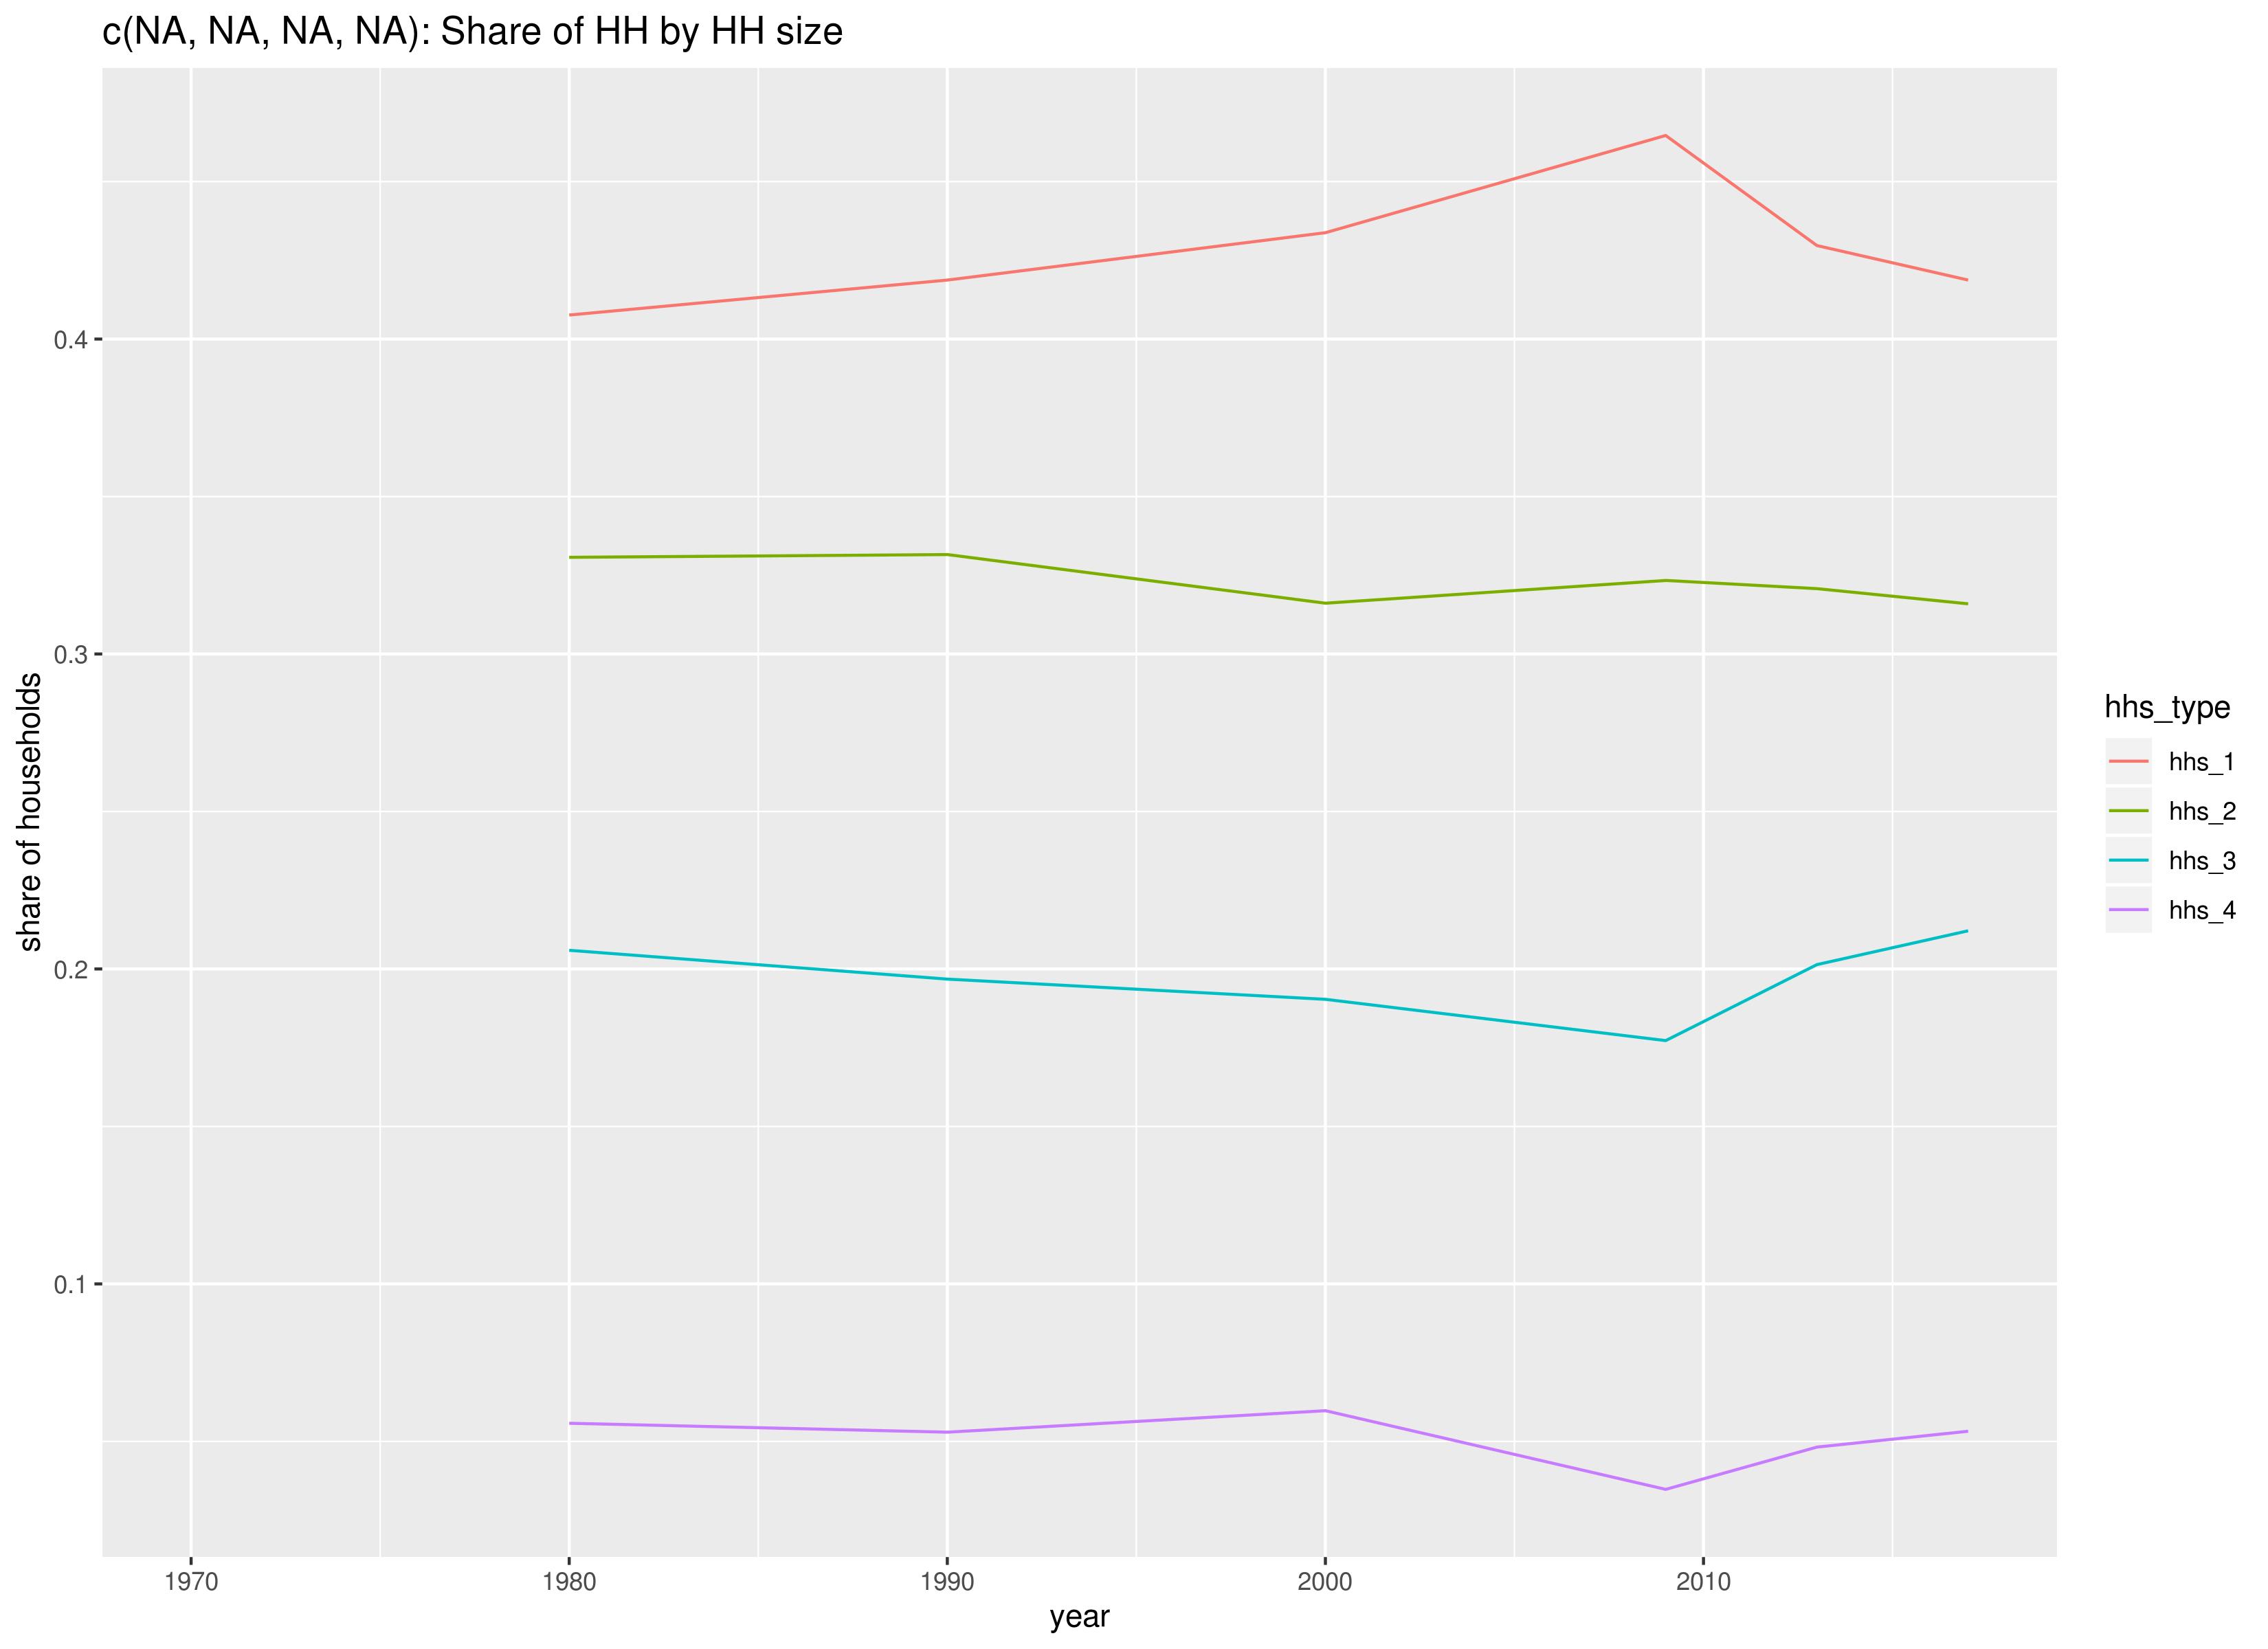 c(NA, NA, NA, NA): Share of HH by HH size
share of households
0.4
0.3
0.2
0.1
1970
1980
1990
2000
2010
year
hhs_type
hhs_1
hhs_2
hhs_3
hhs_4